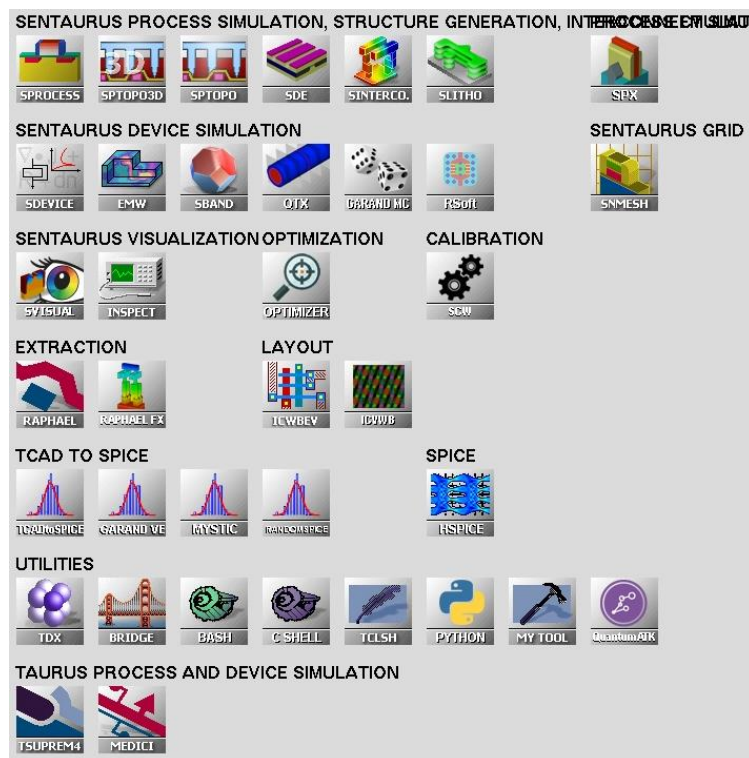 SENTAURUS PROCESS SIMULATION, STRUCTURE GENERATION,
3D
SPROCESS SPTOPO3D SPTOPO SDE SINTERCO. SLITHO SPX
SENTAURUS DEVICE SIMULATION SENTAURUS GRID
SDEVICE EMW SBAND QTX GARAND MC RSoft SNMESH
SENTAURUS VISUALIZATION OPTIMIZATION CALIBRATION
SVISUAL INSPECT OPTIMIZER SCW
EXTRACTION LAYOUT
RAPHAEL RAPHAEL FX ICWBEV ICVWB
TCAD TO SPICE SPICE
TCADtoSPICE GARAND VE MYSTIC RANDOMSPICE HSPICE
UTILITIES
TDX BRIDGE BASH C SHELL TCLSH PYTHON MY TOOL QuantumATK
TAURUS PROCESS AND DEVICE SIMULATION
TSUPREM4 MEDICI